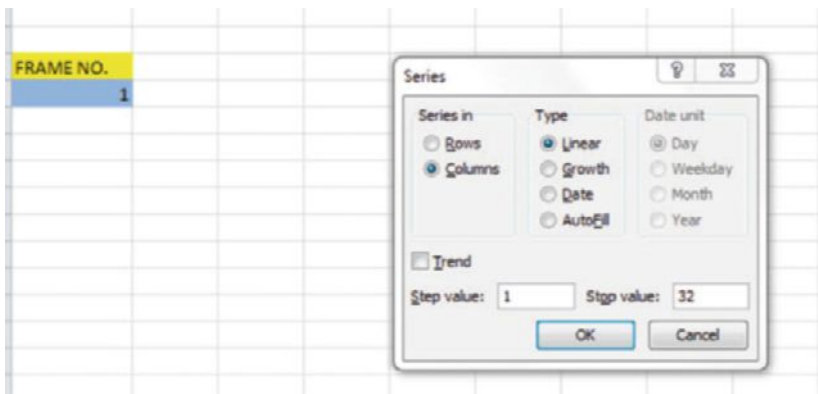 FRAME NO.
1
Series
Series in
Rows
Columns
Type
Linear
Growth
Date
AutoFill
Date unit
Day
Weekday
Month
Year
Trend
Step value: 1 Stop value: 32
OK Cancel